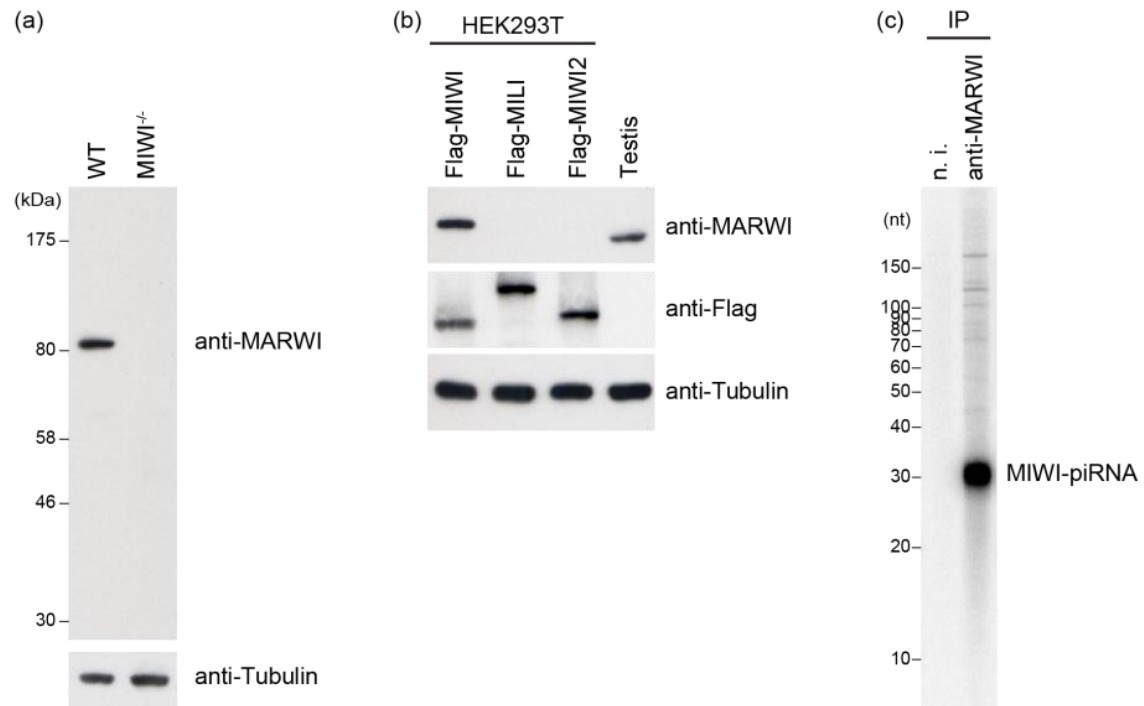 (a)
WT
MIWI-/-
(kDa)
175
80
58
46
30
anti-MARWI
anti-Tubulin
(b)
HEK293T
Flag-MIWI
Flag-MILI
Flag-MIWI2
Testis
anti-MARWI
anti-Flag
anti-Tubulin
(c)
IP
n. i.
anti-MARWI
(nt)
150
100
90
80
70
60
50
40
30
20
10
MIWI-piRNA